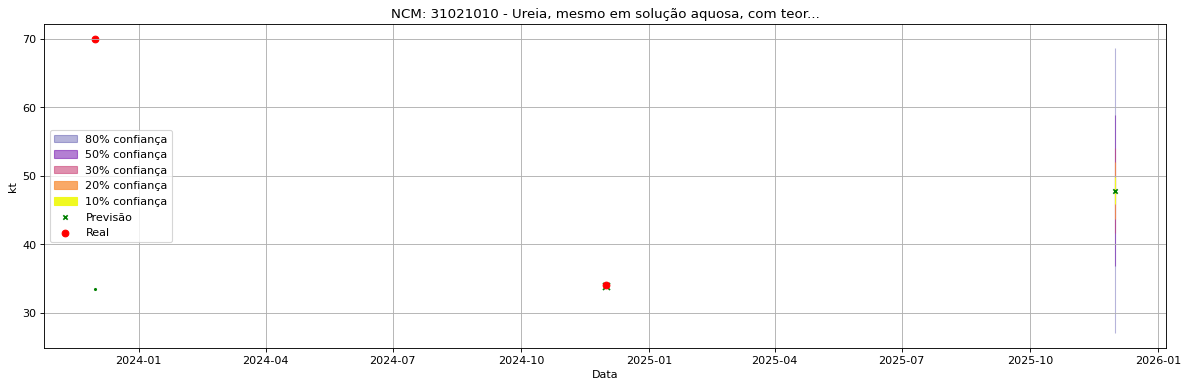 NCM: 31021010 - Ureia, mesmo em solução aquosa, com teor...
70
60
50
40
30
kt
80% confiança
50% confiança
30% confiança
20% confiança
10% confiança
Previsão
Real
2024-01
2024-04
2024-07
2024-10
2025-01
2025-04
2025-07
2025-10
2026-01
Data